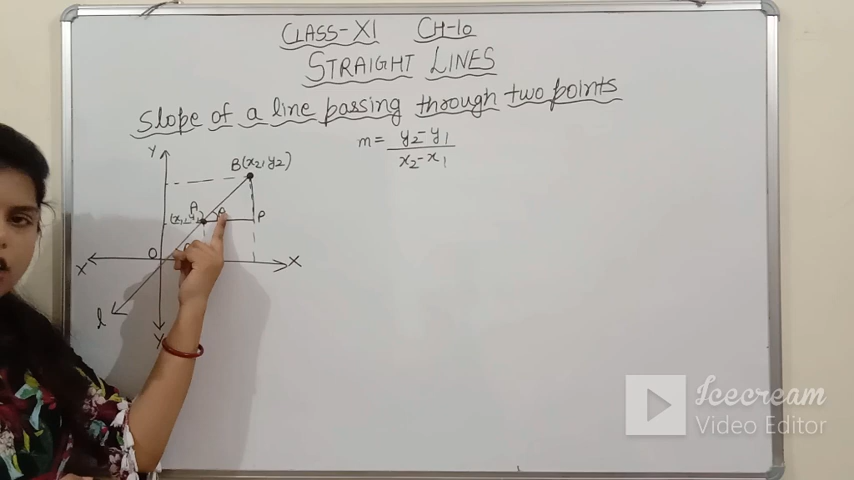 CLASS-XI CH-10
STRAIGHT LINES
Slope of a line passing through two points
m = y2-y1
x2-x1
Y
B(x2, y2)
A
(x1, y1)
θ
P
O
X
X
l
Y
Icecream
Video Editor